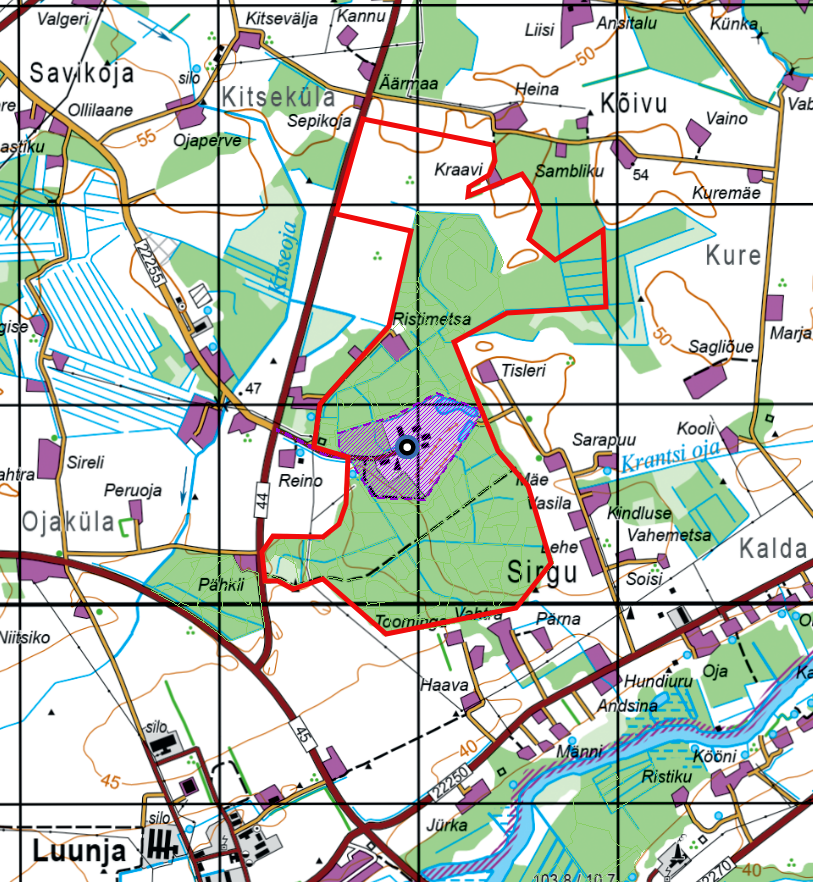 Valgeri
Kitsevälja
Kannu
Liisi
Ansitalu
Künka
50
Savikoja
silo
Äärmaa
Kitseküla
Heina
Kõivu
Ollilaane
Vaino
Sepikoja
55
Ojaperve
Kraavi
Sambliku
54
Kuremäe
Kitseoja
22255
Kure
Ristimetsa
50
Marja
Sagliõue
Tisleri
47
Kooli
Sarapuu
Krantsi oja
Sireli
Reino
Mäe
Peruoja
Vasila
44
Kindluse
Ojaküla
Vahemetsa
Lehe
Kalda
Sirgu
Soisi
Pähkli
Toominga
Vahtra
Pärna
Niitsiko
Oja
Haava
Hundiuru
Andsina
silo
45
40
Männi
Kööni
45
Ristiku
22250
silo
Jürka
Luunja
40